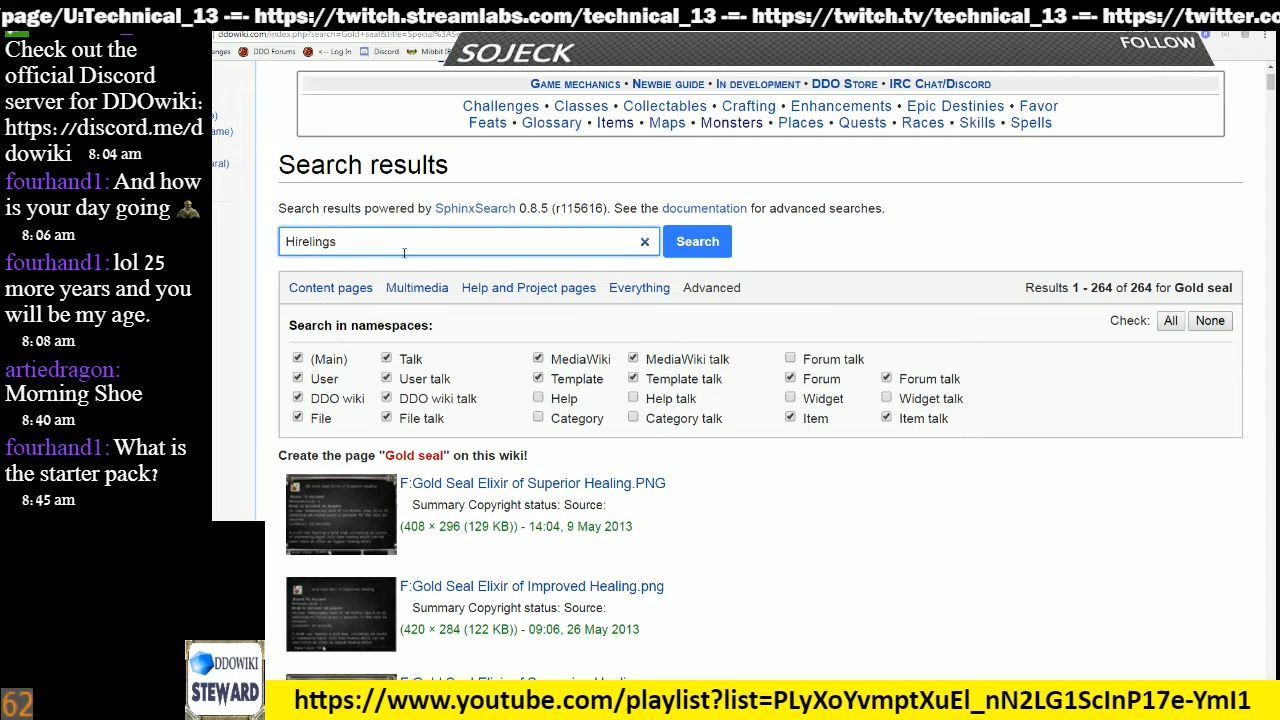 page/U:Technical_13 -=- https://twitch.streamlabs.com/technical_13 -=- https://twitch.tv/technical_13 -=- https://twitter.co
Check out the
official Discord
server for DDOwiki:
https://discord.me/d
dowiki 8:04 am
fourhand1: And how
is your day going
8:06 am
fourhand1: lol 25
more years and you
will be my age.
8:08 am
artiedragon:
Morning Shoe
8:40 am
fourhand1: What is
the starter pack?
8:45 am
DDO Forums
<-- Log In
Discord
SOJECK
FOLLOW
Game mechanics • Newbie guide • In development • DDO Store • IRC Chat/Discord
Challenges • Classes • Collectables • Crafting • Enhancements • Epic Destinies • Favor
Feats • Glossary • Items • Maps • Monsters • Places • Quests • Races • Skills • Spells
Search results
Search results powered by SphinxSearch 0.8.5 (r115616). See the documentation for advanced searches.
Hirelings
Search
Content pages Multimedia Help and Project pages Everything Advanced Results 1 - 264 of 264 for Gold seal
Search in namespaces: Check: All None
(Main) Talk MediaWiki MediaWiki talk Forum talk
User User talk Template Template talk Forum Forum talk
DDO wiki DDO wiki talk Help Help talk Widget Widget talk
File File talk Category Category talk Item Item talk
Create the page "Gold seal" on this wiki!
F:Gold Seal Elixir of Superior Healing.PNG
Summary Copyright status: Source:
(408 × 296 (129 KB)) - 14:04, 9 May 2013
F:Gold Seal Elixir of Improved Healing.png
Summary Copyright status: Source:
(420 × 284 (122 KB)) - 09:06, 26 May 2013
62
DDOWIKI
STEWARD
https://www.youtube.com/playlist?list=PLyXoYvmptXuEl_nN2LG1ScInP17e-YmI1